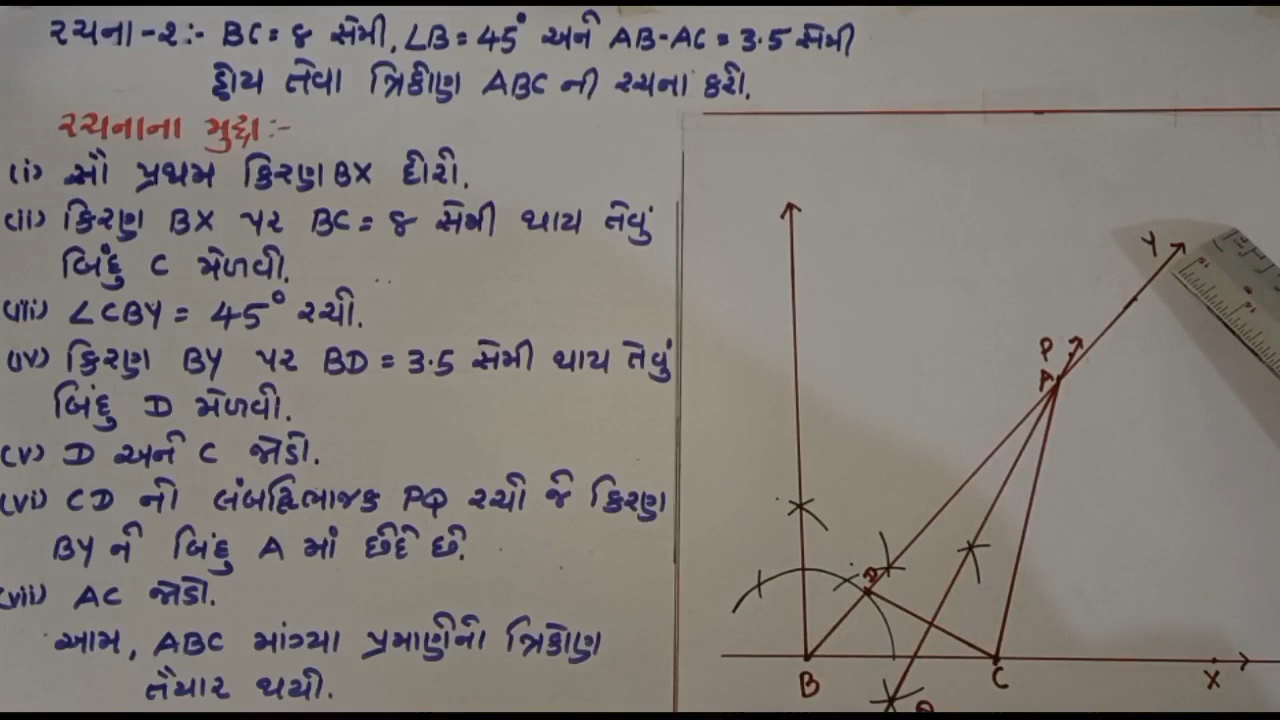 રચના-૨:- BC = 8 સેમી, ∠B = 45° અને AB-AC = 3.5 સેમી
હોય તેવા ત્રિકોણ ABC ની રચના કરો.
રચનાના મુદ્દા:-
(i) સૌ પ્રથમ કિરણ BX દોરો.
(ii) કિરણ BX પર BC = 8 સેમી થાય તેવું
બિંદુ C મેળવો.
(iii) ∠CBY = 45° રચો.
(iv) કિરણ BY પર BD = 3.5 સેમી થાય તેવું
બિંદુ D મેળવો.
(v) D અને C જોડો.
(vi) CD નો લંબદ્વિભાજક PQ રચો જે કિરણ
BY ને બિંદુ A માં છેદે છે.
(vii) AC જોડો.
આમ, ABC માંગ્યા પ્રમાણેનો ત્રિકોણ
તૈયાર થયો.
Y
P
A
D
B
C
X
Q